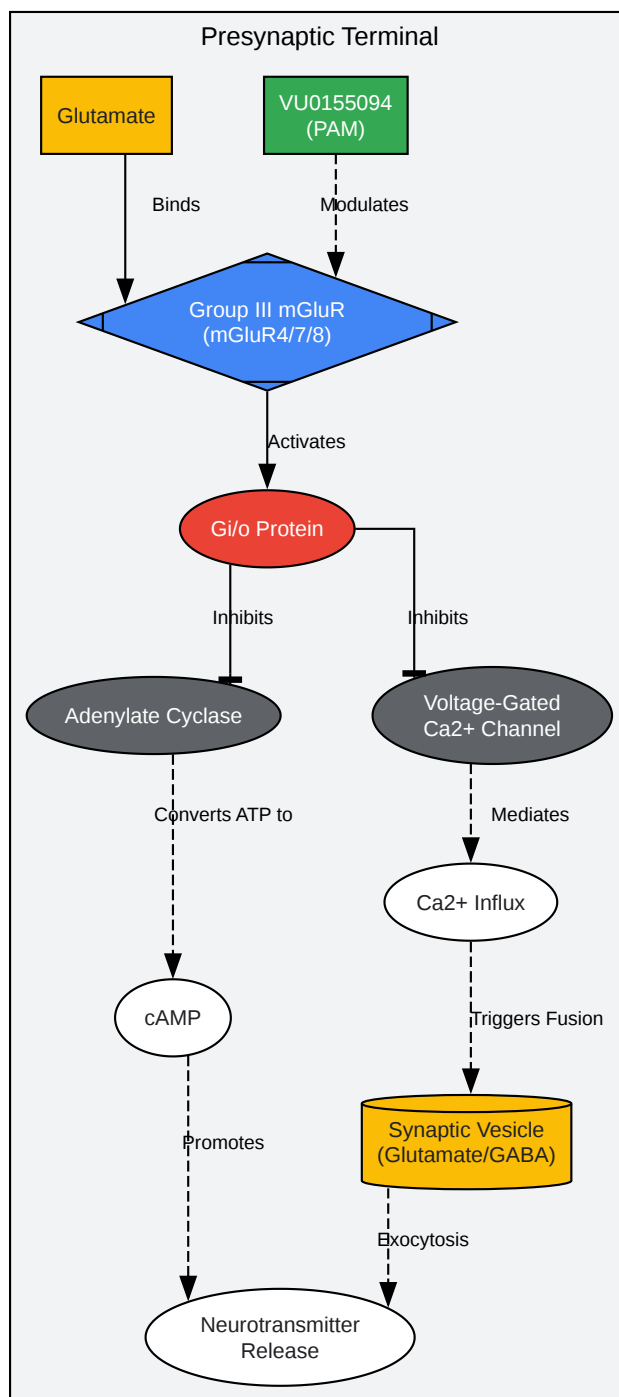 Presynaptic Terminal
Glutamate
VU0155094
(PAM)
Binds
Modulates
Group III mGluR
(mGluR4/7/8)
Activates
Gi/o Protein
Inhibits
Inhibits
Adenylate Cyclase
Voltage-Gated
Ca2+ Channel
Converts ATP to
Mediates
Ca2+ Influx
cAMP
Triggers Fusion
Synaptic Vesicle
(Glutamate/GABA)
Promotes
Exocytosis
Neurotransmitter
Release